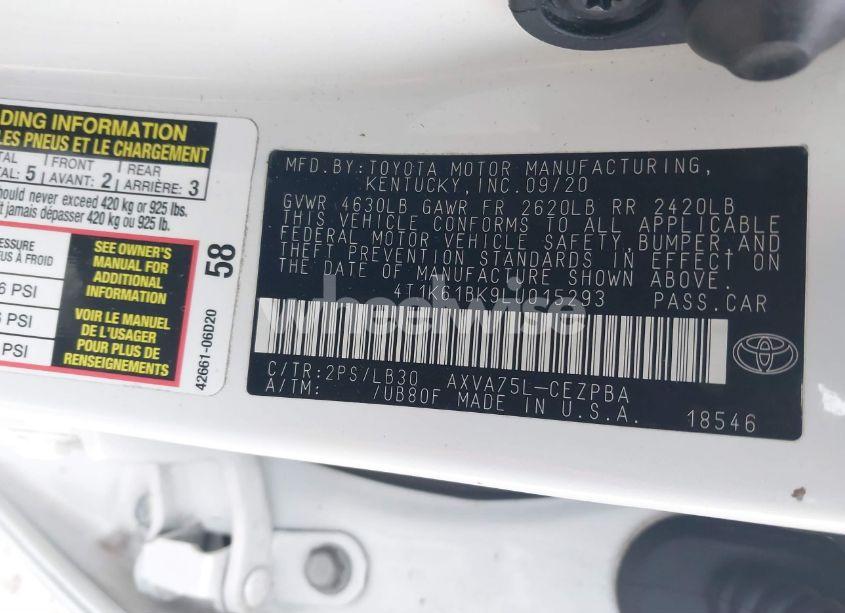 DING INFORMATION
LES PNEUS ET LE CHARGEMENT
TAL 5 FRONT 2 REAR 3
AL: AVANT: ARRIÈRE:
hould never exceed 420 kg or 925 lbs.
t jamais dépasser 420 kg ou 925 lb.
ESSURE
US À FROID
6 PSI
6 PSI
PSI
SEE OWNER'S
MANUAL FOR
ADDITIONAL
INFORMATION
VOIR LE MANUEL
DE L'USAGER
POUR PLUS DE
RENSEIGNEMENTS
58
42661-06D20
MFD.BY:TOYOTA MOTOR MANUFACTURING,
KENTUCKY,INC.09/20
GVWR 4630LB GAWR FR 2620LB RR 2420LB
THIS VEHICLE CONFORMS TO ALL APPLICABLE
FEDERAL MOTOR VEHICLE SAFETY,BUMPER,AND
THEFT PREVENTION STANDARDS IN EFFECT ON
THE DATE OF MANUFACTURE SHOWN ABOVE.
4T1K61BK9LU015293 PASS.CAR
wheelwise
C/TR:2PS/LB30 AXVA75L-CEZPBA
A/TM: /UB80F MADE IN U.S.A. 18546